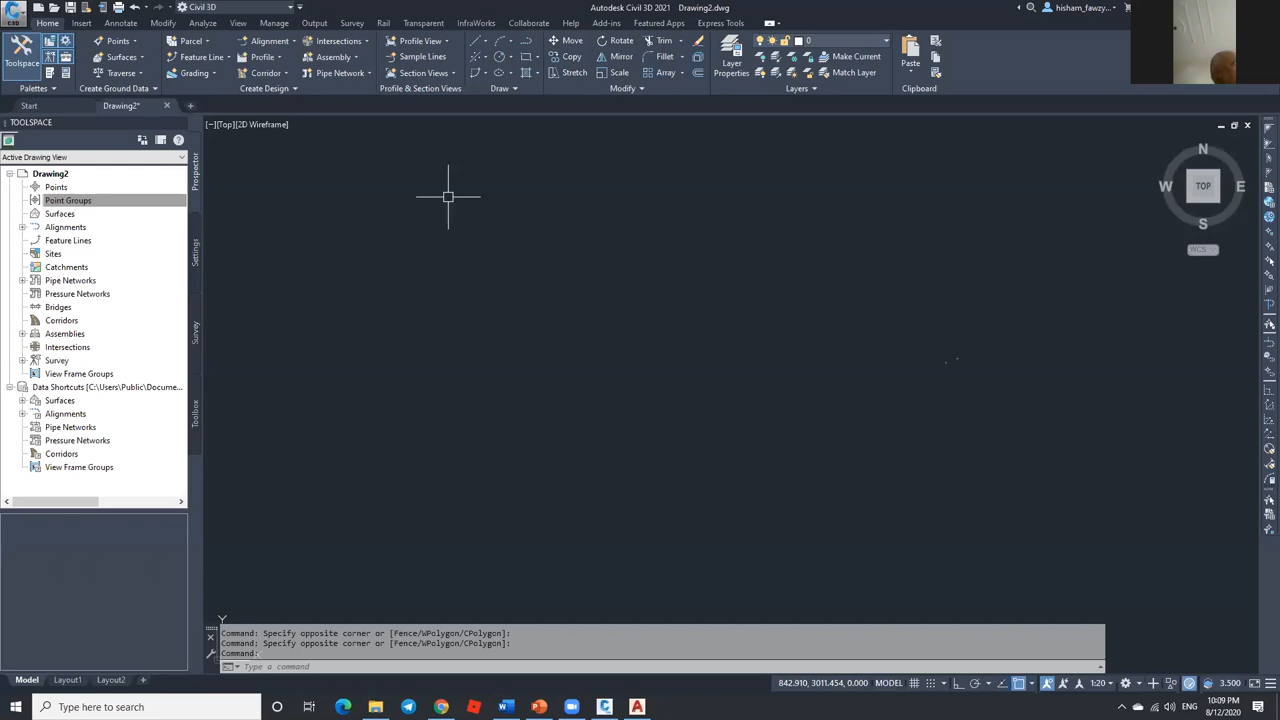 Civil 3D
Autodesk Civil 3D 2021 Drawing2.dwg
hisham_fawzy...
C3D
Home Insert Annotate Modify Analyze View Manage Output Survey Rail Transparent InfraWorks Collaborate Help Add-ins Featured Apps Express Tools
Toolspace
Points
Surfaces
Traverse
Parcel
Feature Line
Grading
Alignment
Profile
Corridor
Intersections
Assembly
Pipe Network
Profile View
Sample Lines
Section Views
Move
Copy
Stretch
Rotate
Mirror
Scale
Trim
Fillet
Array
Layer
Properties
0
Make Current
Match Layer
Paste
Palettes Create Ground Data Create Design Profile & Section Views Draw Modify Layers Clipboard
Start Drawing2*
TOOLSPACE
[−][Top][2D Wireframe]
Active Drawing View
Drawing2
Points
Point Groups
Surfaces
Alignments
Feature Lines
Sites
Catchments
Pipe Networks
Pressure Networks
Bridges
Corridors
Assemblies
Intersections
Survey
View Frame Groups
Data Shortcuts [C:\Users\Public\Docume...
Surfaces
Alignments
Pipe Networks
Pressure Networks
Corridors
View Frame Groups
Prospector
Settings
Survey
Toolbox
N
W TOP E
S
WCS
Y
Command: Specify opposite corner or [Fence/WPolygon/CPolygon]:
Command: Specify opposite corner or [Fence/WPolygon/CPolygon]:
Command:
Type a command
Model Layout1 Layout2 +
842.910, 3011.454, 0.000 MODEL 1:20 3.500
Type here to search
10:09 PM
8/12/2020